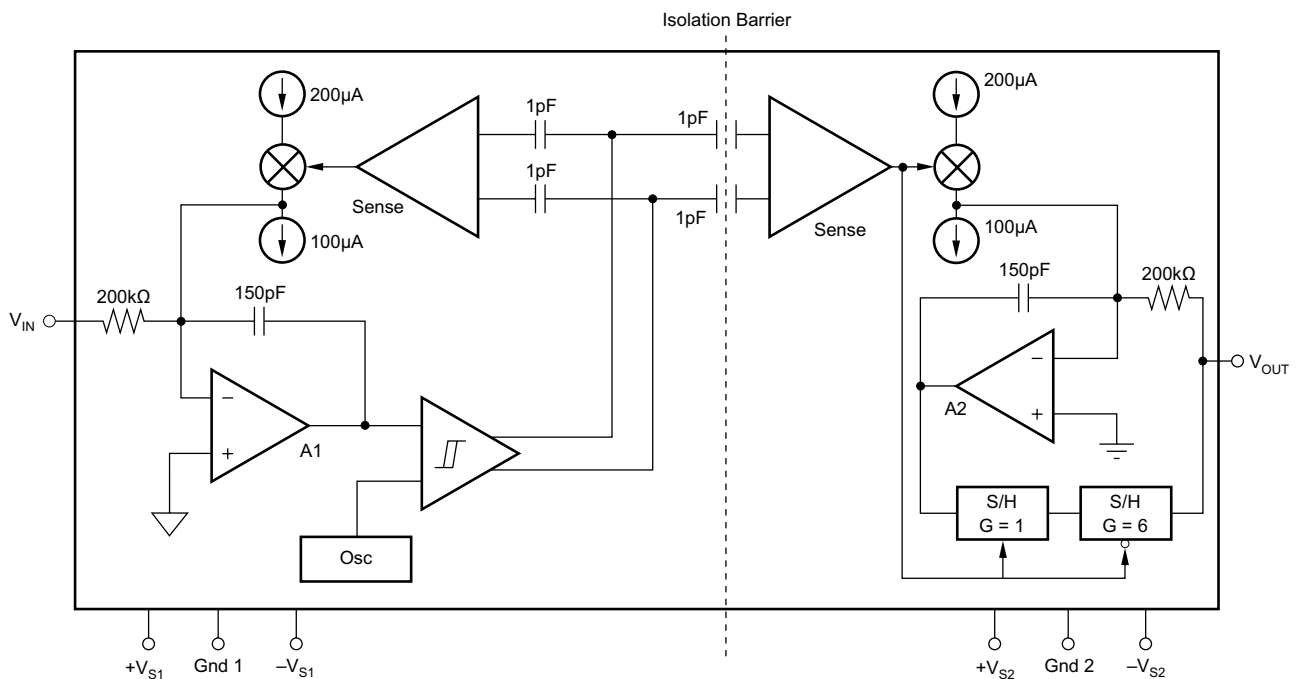 Isolation Barrier
200µA
1pF
1pF
200µA
1pF
Sense
1pF
Sense
100µA
100µA
200kΩ
150pF
150pF
200kΩ
V_IN
V_OUT
–
A1
+
–
A2
+
Osc
S/H
G = 1
S/H
G = 6
+V_S1
Gnd 1
–V_S1
+V_S2
Gnd 2
–V_S2